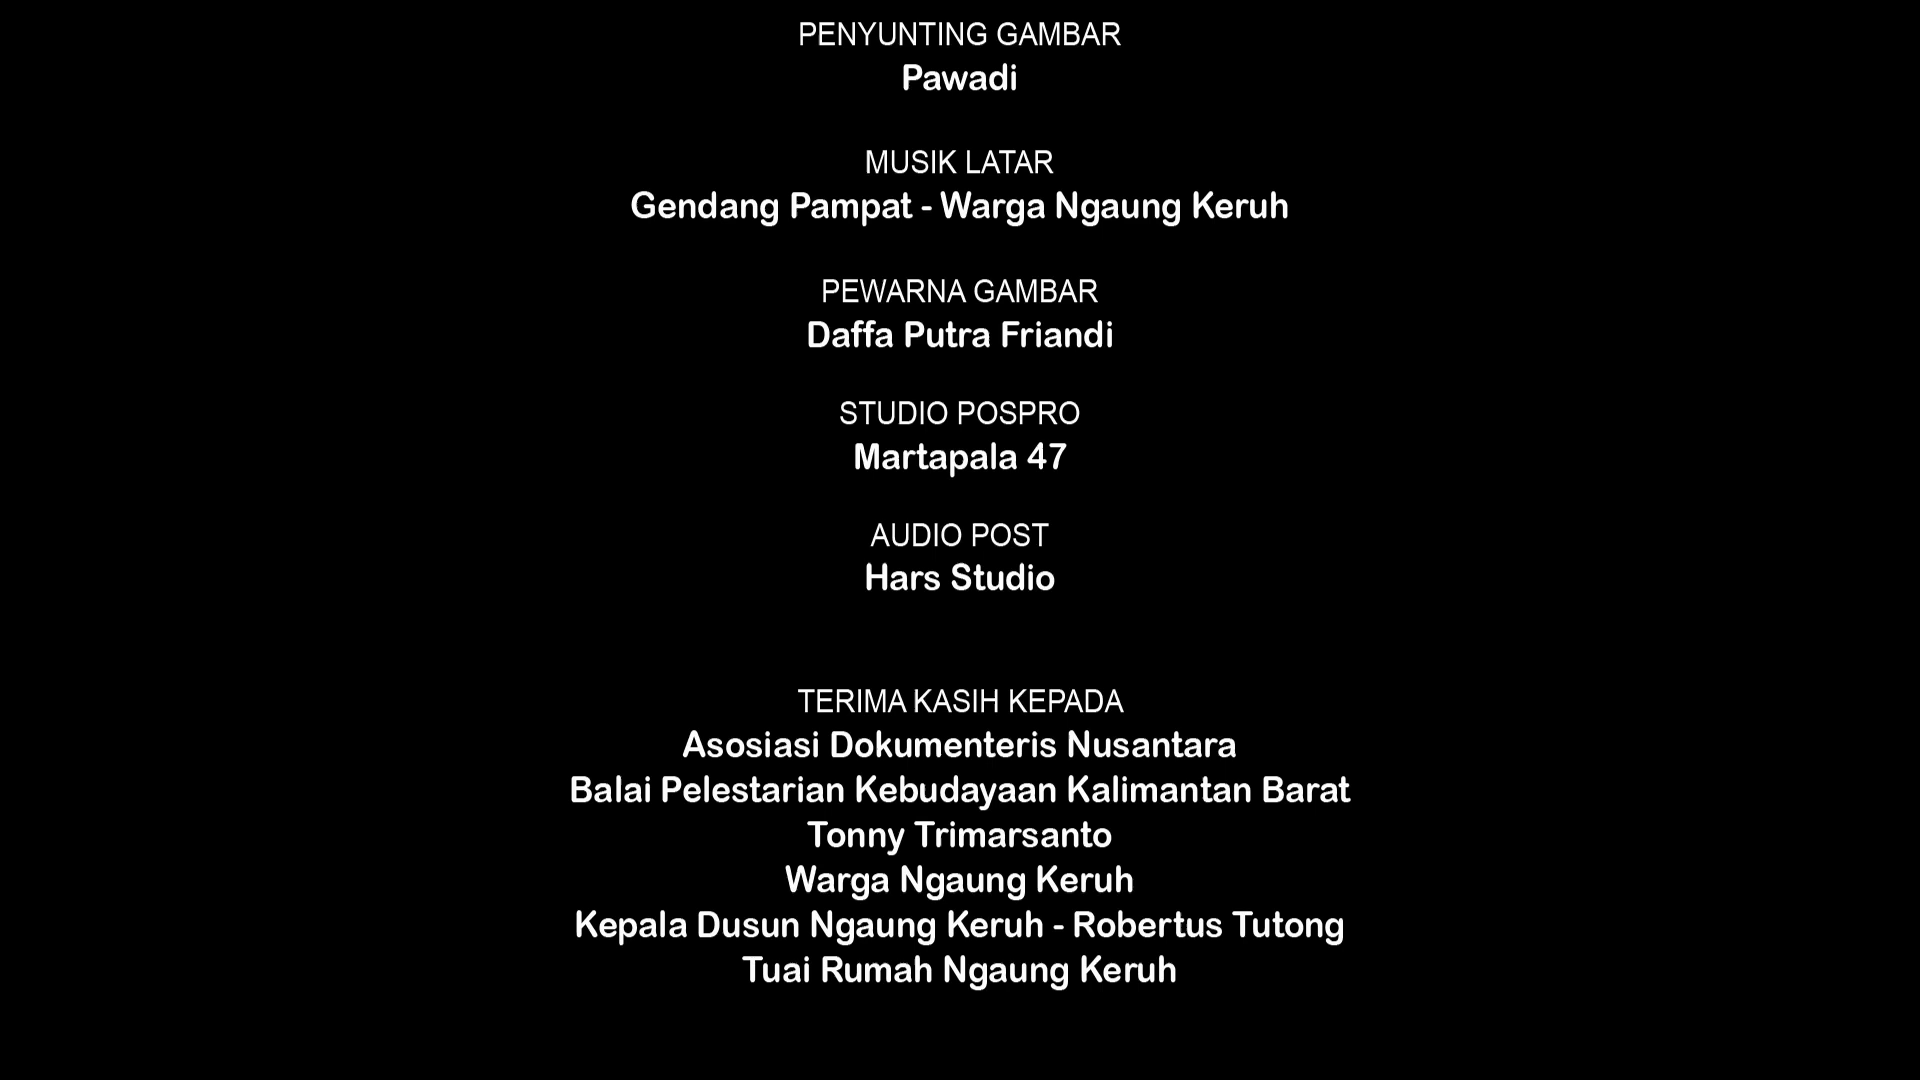 PENYUNTING GAMBAR
Pawadi
MUSIK LATAR
Gendang Pampat - Warga Ngaung Keruh
PEWARNA GAMBAR
Daffa Putra Friandi
STUDIO POSPRO
Martapala 47
AUDIO POST
Hars Studio
TERIMA KASIH KEPADA
Asosiasi Dokumenteris Nusantara
Balai Pelestarian Kebudayaan Kalimantan Barat
Tonny Trimarsanto
Warga Ngaung Keruh
Kepala Dusun Ngaung Keruh - Robertus Tutong
Tuai Rumah Ngaung Keruh